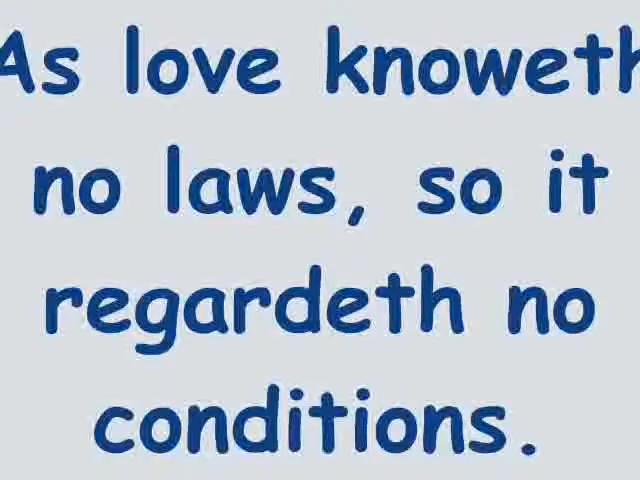 As love knoweth
no laws, so it
regardeth no
conditions.